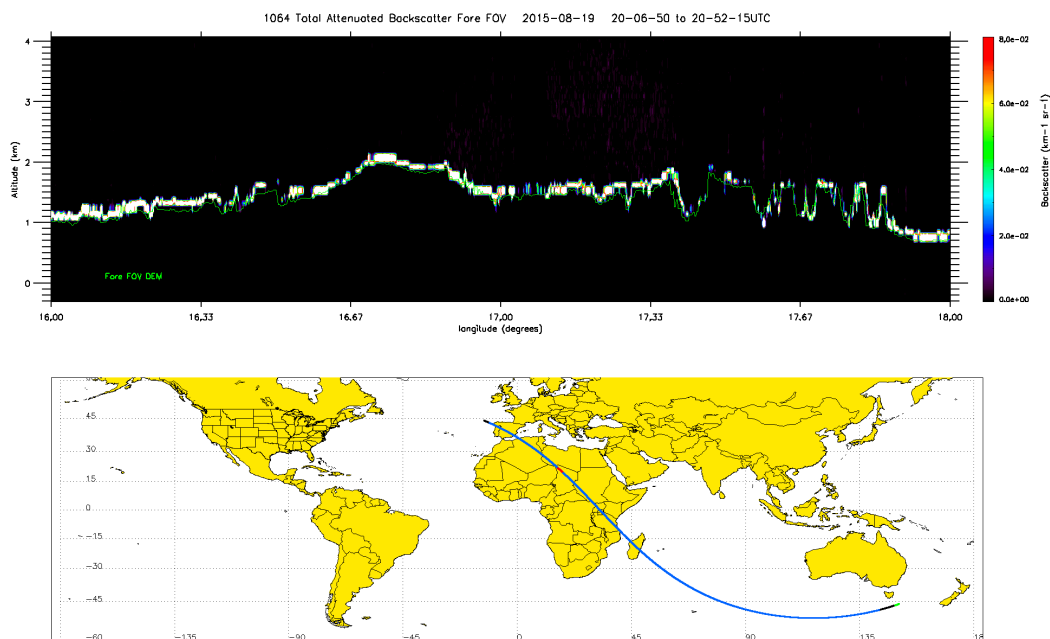 1064 Total Attenuated Backscatter Fore FOV 2015-08-19 20-06-50 to 20-52-15UTC
4
3
2
1
0
Altitude (km)
Fore FOV DEM
16.00 16.33 16.67 17.00 17.33 17.67 18.00
longitude (degrees)
8.0e-02
6.0e-02
4.0e-02
2.0e-02
0.0e+00
Backscatter (km-1 sr-1)
45
30
15
0
-15
-30
-45
-60 -135 -90 -45 0 45 90 135 18